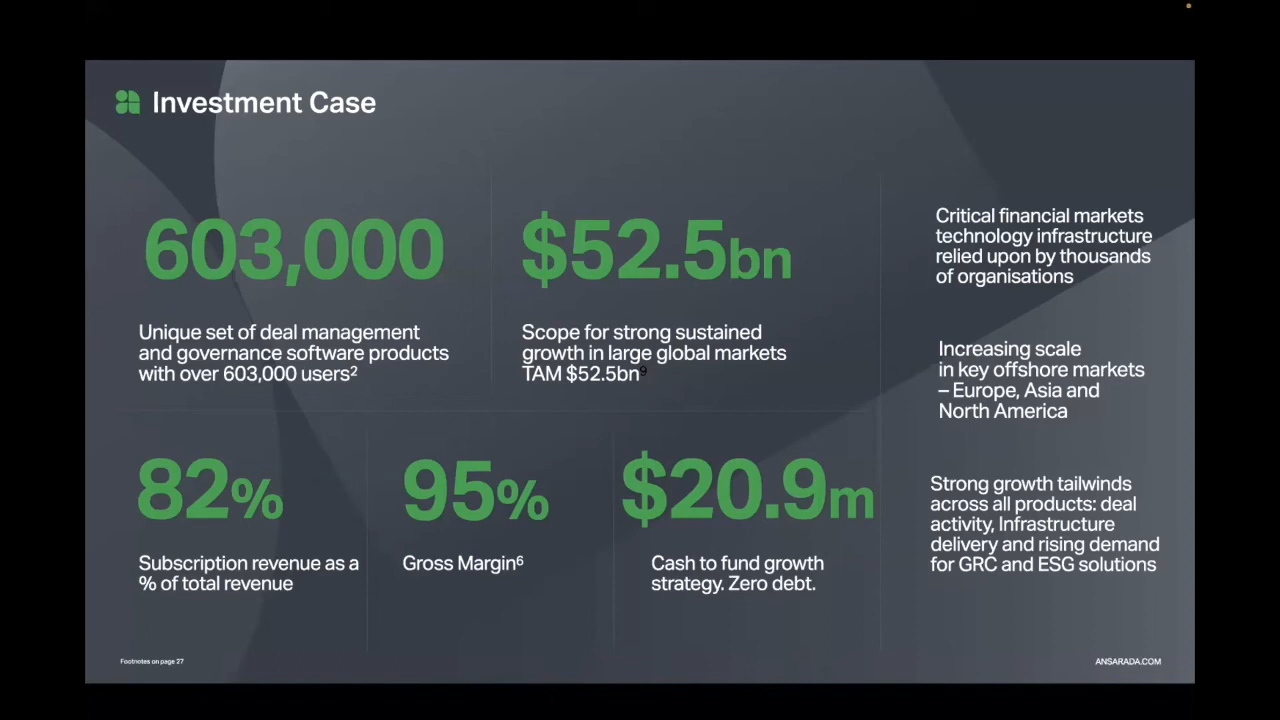 Investment Case
603,000
Unique set of deal management
and governance software products
with over 603,000 users²
$52.5bn
Scope for strong sustained
growth in large global markets
TAM $52.5bn⁹
82%
Subscription revenue as a
% of total revenue
95%
Gross Margin⁶
$20.9m
Cash to fund growth
strategy. Zero debt.
Critical financial markets
technology infrastructure
relied upon by thousands
of organisations
Increasing scale
in key offshore markets
– Europe, Asia and
North America
Strong growth tailwinds
across all products: deal
activity, Infrastructure
delivery and rising demand
for GRC and ESG solutions
Footnotes on page 27
ANSARADA.COM